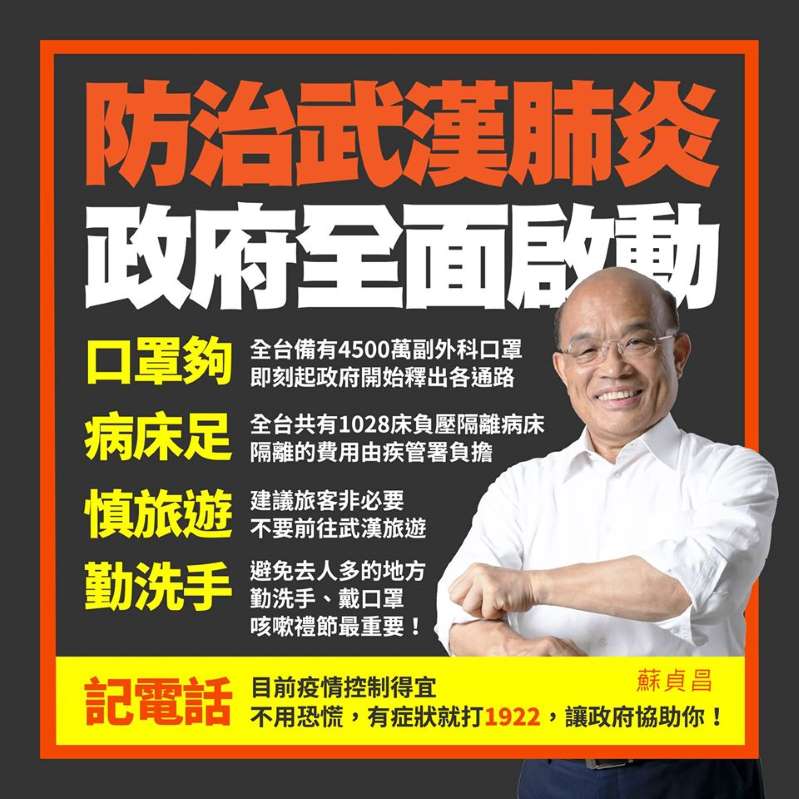 防治武漢肺炎
政府全面啟動
口罩夠
全台備有4500萬副外科口罩
即刻起政府開始釋出各通路
病床足
全台共有1028床負壓隔離病床
隔離的費用由疾管署負擔
慎旅遊
建議旅客非必要
不要前往武漢旅遊
勤洗手
避免去人多的地方
勤洗手、戴口罩
咳嗽禮節最重要！
蘇貞昌
記電話
目前疫情控制得宜
不用恐慌，有症狀就打1922，讓政府協助你！